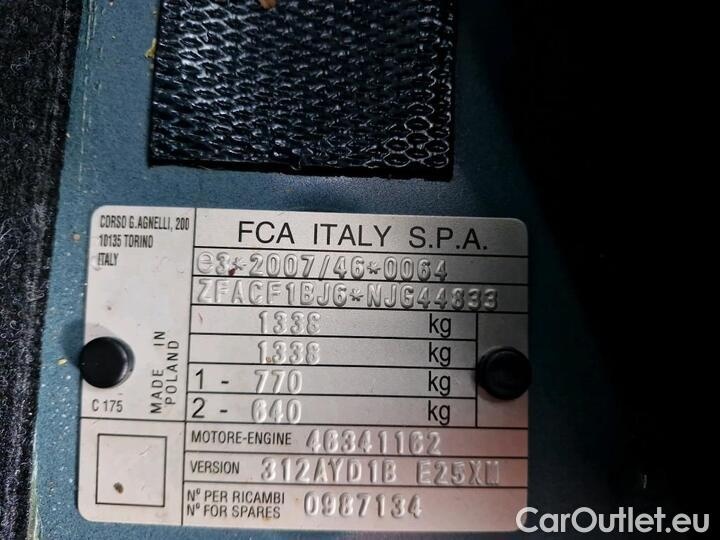 CORSO G.AGNELLI, 200
10135 TORINO
ITALY
FCA ITALY S.P.A.
e3*2007/46*0064
ZFACF1BJ6*NJG44833
1338 kg
1338 kg
1 - 770 kg
2 - 640 kg
MADE IN
POLAND
C 175
MOTORE-ENGINE 46341162
VERSION 312AYD1B E25XM
N° PER RICAMBI
N° FOR SPARES 0987134
CarOutlet.eu